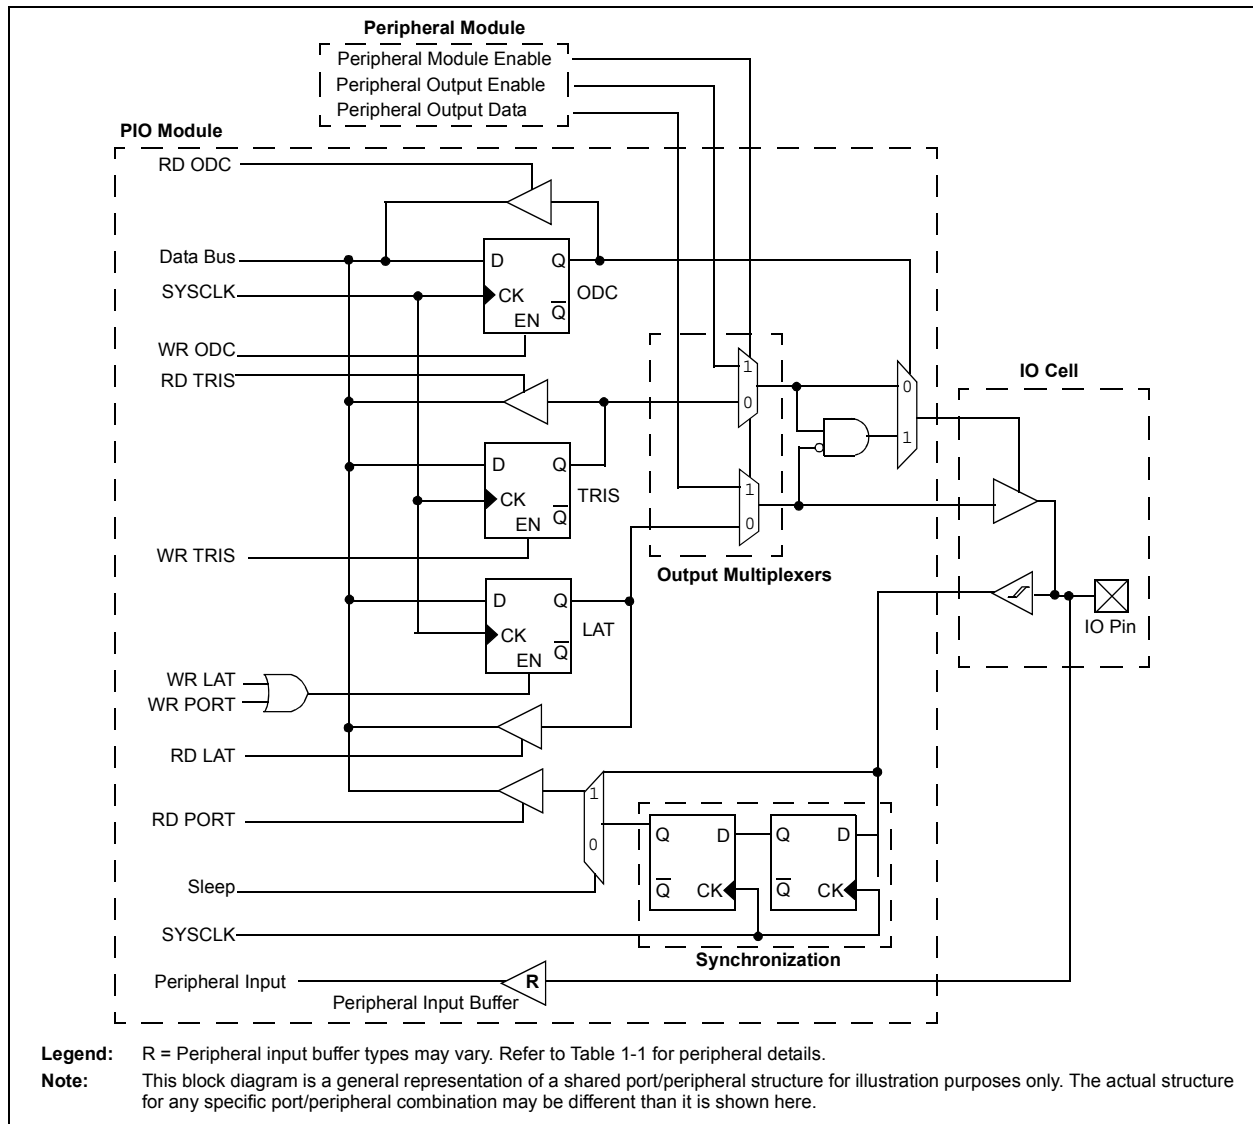 Peripheral Module
Peripheral Module Enable
Peripheral Output Enable
Peripheral Output Data
PIO Module
RD ODC
Data Bus
D
Q
SYSCLK
CK
ODC
Q
EN
WR ODC
RD TRIS
1
0
IO Cell
0
1
D
Q
CK
TRIS
Q
EN
WR TRIS
1
0
Output Multiplexers
D
Q
CK
LAT
Q
EN
IO Pin
WR LAT
WR PORT
RD LAT
RD PORT
1
0
Q
D
Q
D
Sleep
Q
CK
Q
CK
SYSCLK
Synchronization
Peripheral Input
R
Peripheral Input Buffer
Legend: R = Peripheral input buffer types may vary. Refer to Table 1-1 for peripheral details.
Note: This block diagram is a general representation of a shared port/peripheral structure for illustration purposes only. The actual structure
for any specific port/peripheral combination may be different than it is shown here.